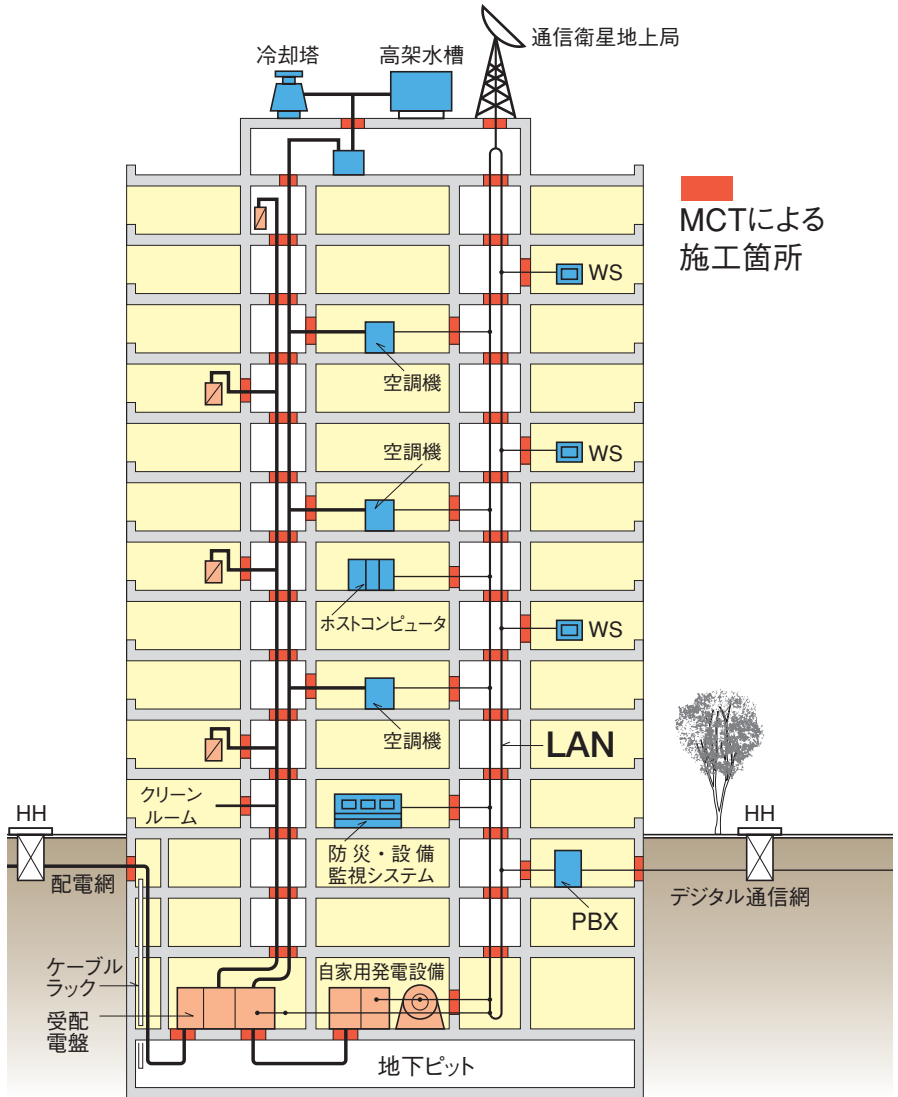 冷却塔
高架水槽
通信衛星地上局
MCTによる
施工箇所
WS
空調機
空調機
WS
ホストコンピュータ
WS
空調機
LAN
クリーン
ルーム
HH
HH
防災・設備
監視システム
配電網
PBX
デジタル通信網
ケーブル
ラック
自家用発電設備
受配
電盤
地下ピット